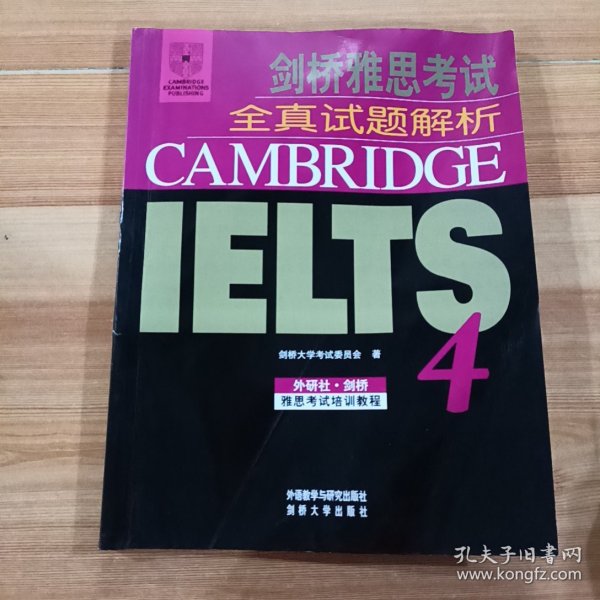 CAMBRIDGE
EXAMINATIONS
PUBLISHING
剑桥雅思考试
全真试题解析
CAMBRIDGE
IELTS
4
剑桥大学考试委员会 著
外研社·剑桥
雅思考试培训教程
外语教学与研究出版社
剑桥大学出版社
孔夫子旧书网
www.kongfz.com